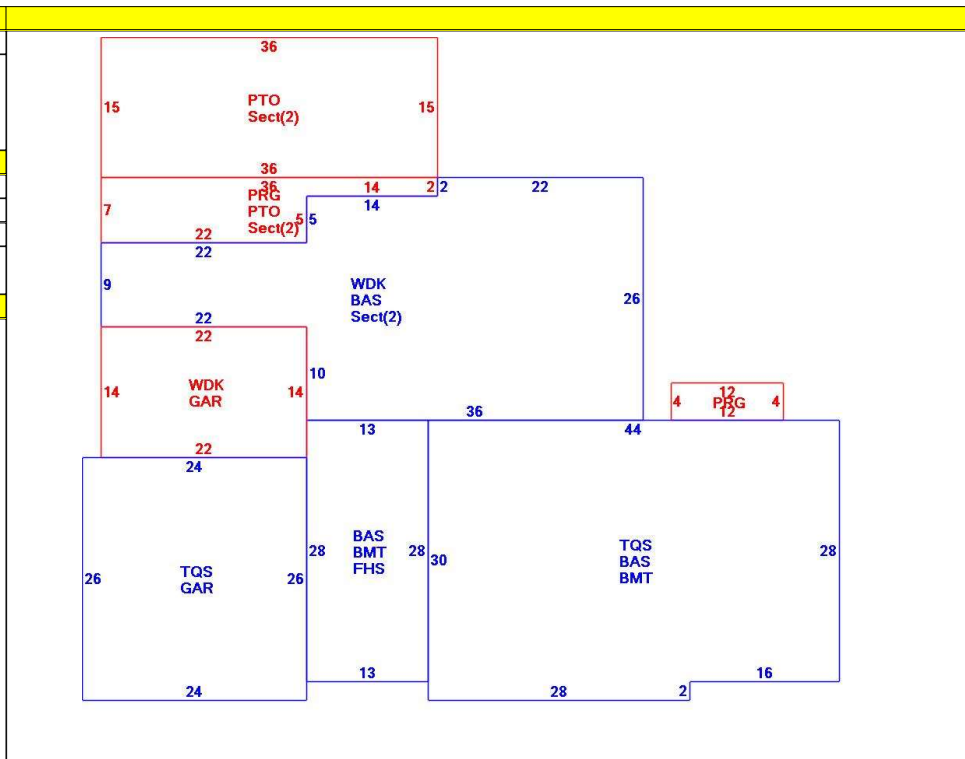 36
15
PTO
Sect(2)
15
36
36
14
2
2
22
7
PRG
PTO
Sect(2)
5
5
14
22
22
9
WDK
BAS
Sect(2)
26
22
22
14
WDK
GAR
14
10
22
36
12
4
PRG
4
12
24
13
44
26
TQS
GAR
26
28
BAS
BMT
FHS
28
30
TQS
BAS
BMT
28
24
13
28
2
16